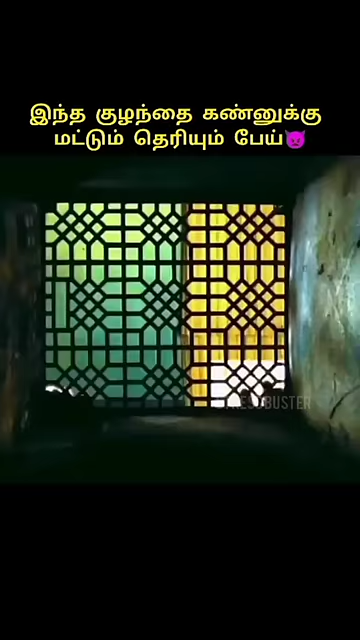 இந்த குழந்தை கண்னுக்கு
மட்டும் தெரியும் பேய்😈